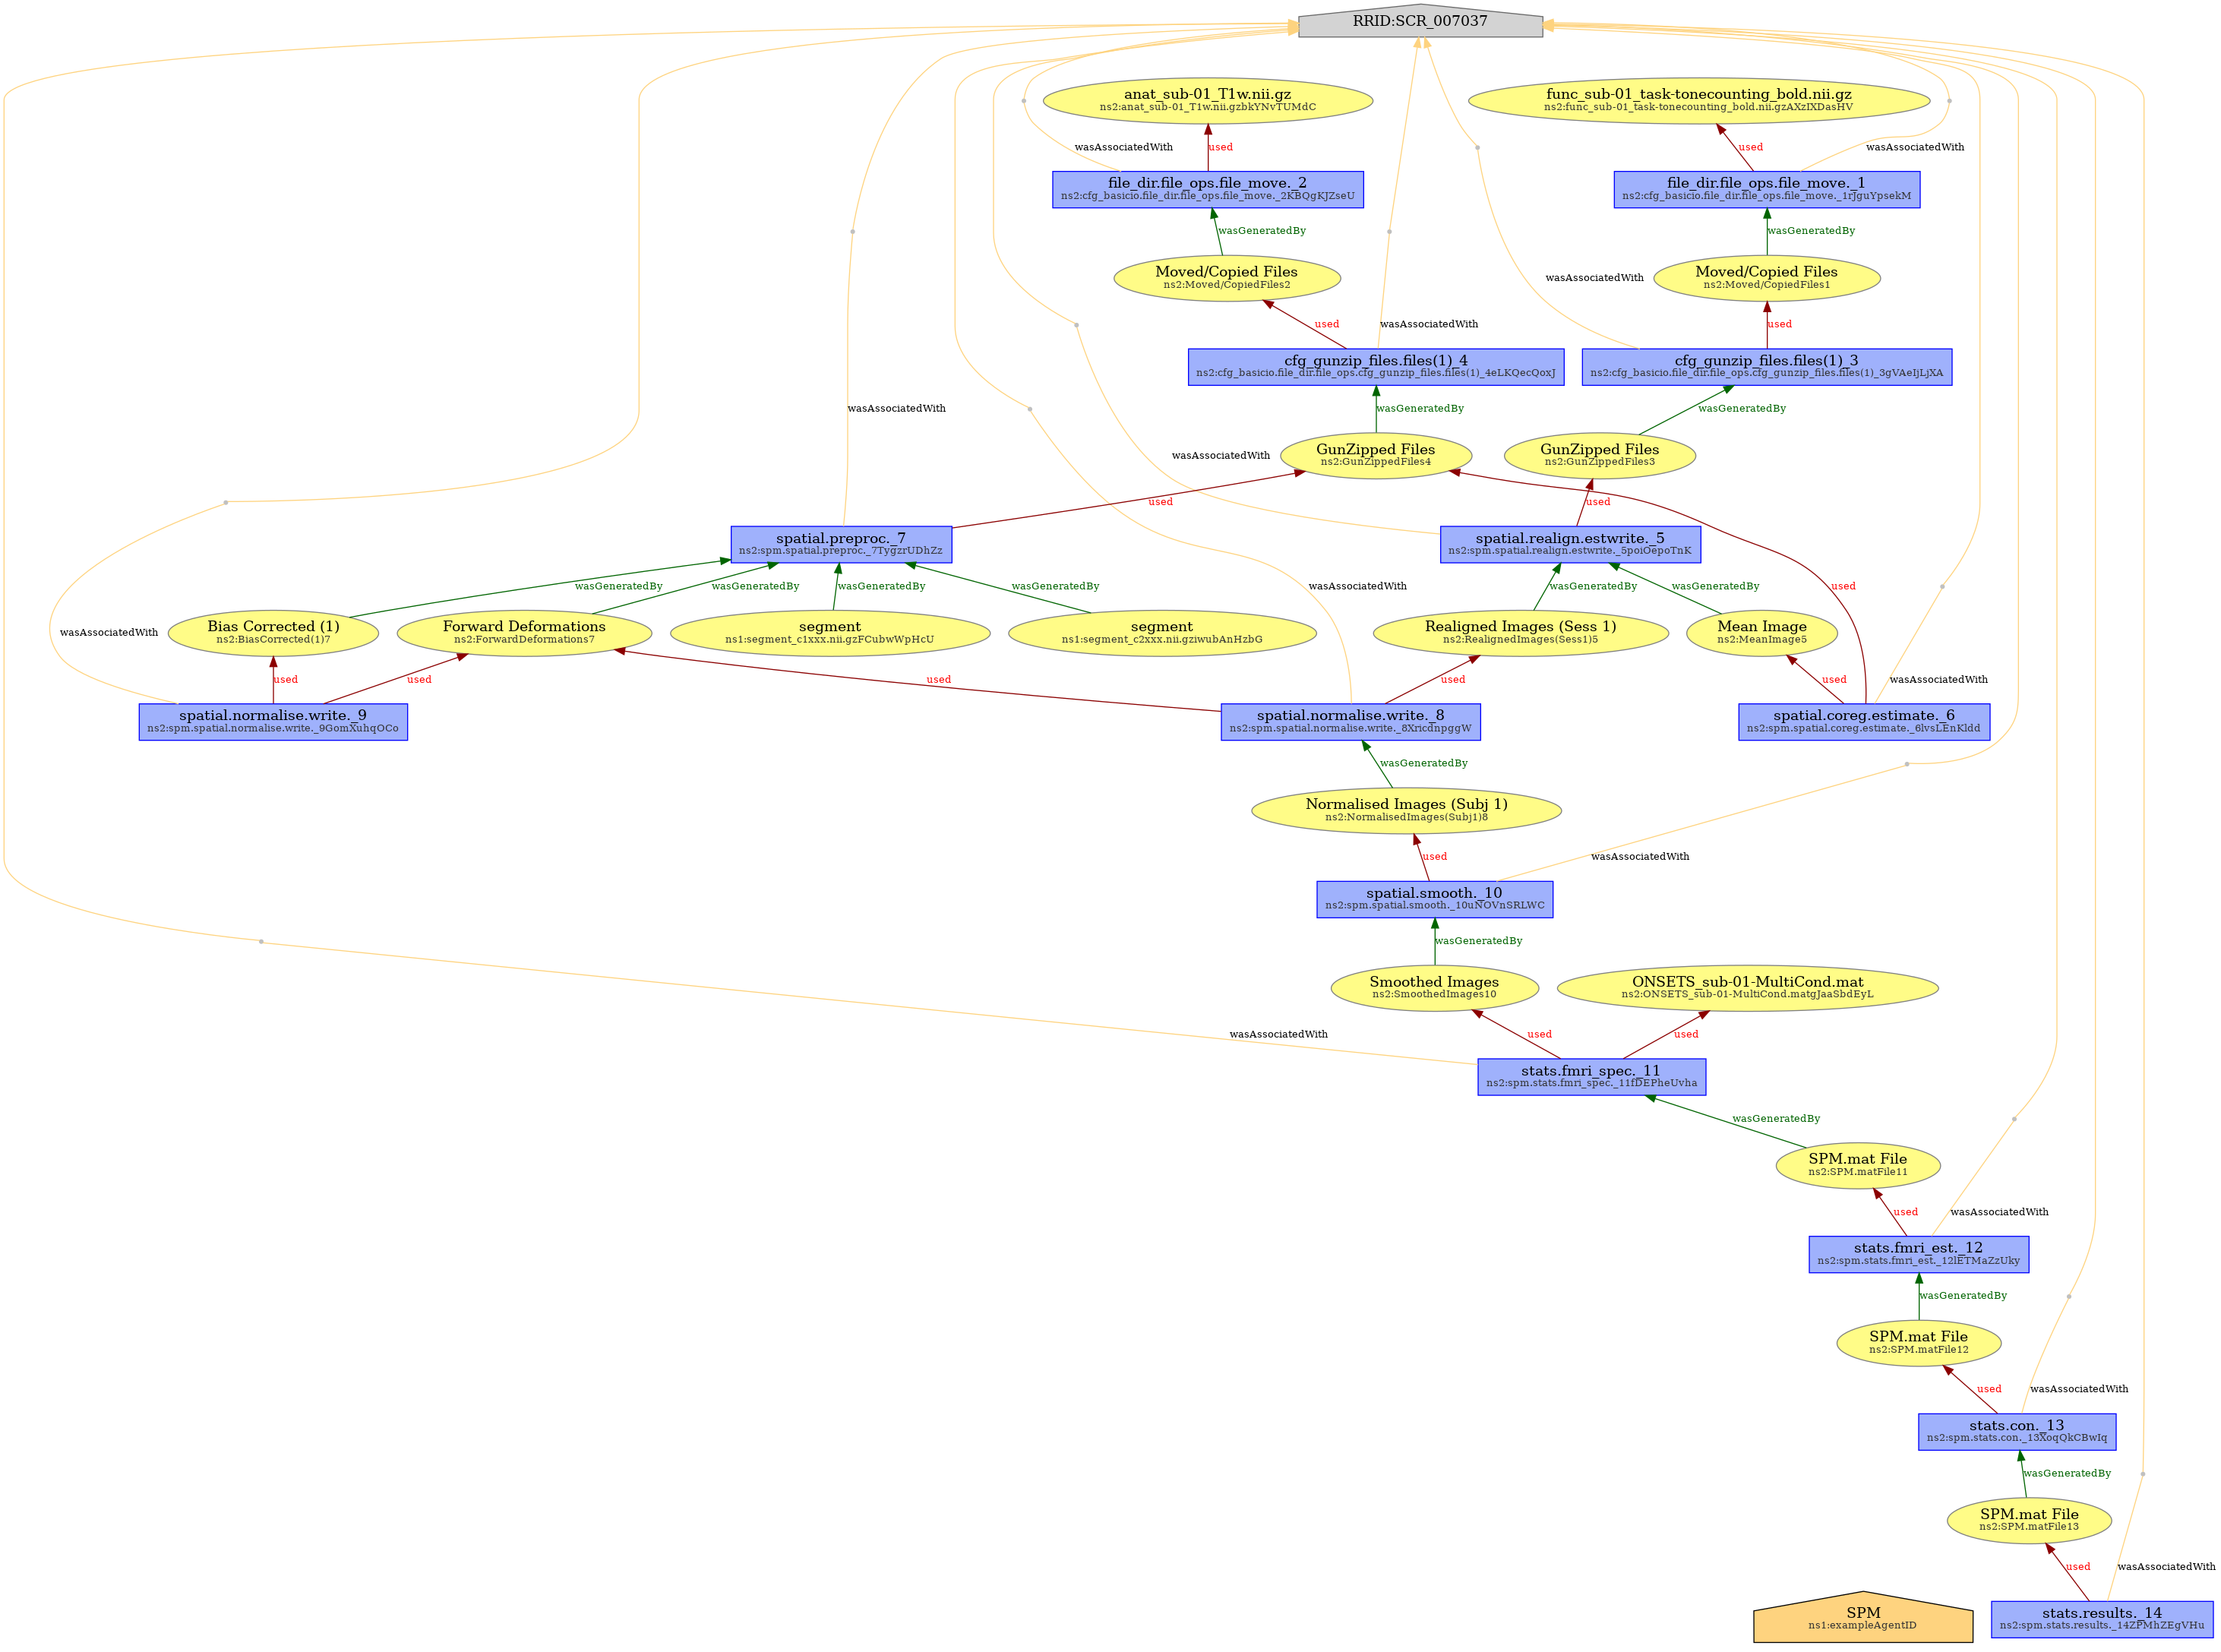 RRID:SCR_007037
anat_sub-01_T1w.nii.gz
ns2:anat_sub-01_T1w.nii.gzbkYNvTUMdC
func_sub-01_task-tonecounting_bold.nii.gz
ns2:func_sub-01_task-tonecounting_bold.nii.gzAXzIXDasHV
wasAssociatedWith
used
used
wasAssociatedWith
file_dir.file_ops.file_move._2
ns2:cfg_basicio.file_dir.file_ops.file_move._2KBQgKJZseU
file_dir.file_ops.file_move._1
ns2:cfg_basicio.file_dir.file_ops.file_move._1rJguYpsekM
wasGeneratedBy
wasGeneratedBy
Moved/Copied Files
ns2:Moved/CopiedFiles2
wasAssociatedWith
Moved/Copied Files
ns2:Moved/CopiedFiles1
used
wasAssociatedWith
used
cfg_gunzip_files.files(1)_4
ns2:cfg_basicio.file_dir.file_ops.cfg_gunzip_files.files(1)_4eLKQecQoxJ
cfg_gunzip_files.files(1)_3
ns2:cfg_basicio.file_dir.file_ops.cfg_gunzip_files.files(1)_3gVAeIjLjXA
wasAssociatedWith
wasGeneratedBy
wasGeneratedBy
wasAssociatedWith
GunZipped Files
ns2:GunZippedFiles4
GunZipped Files
ns2:GunZippedFiles3
used
used
spatial.preproc._7
ns2:spm.spatial.preproc._7TygzrUDhZz
spatial.realign.estwrite._5
ns2:spm.spatial.realign.estwrite._5poiOepoTnK
wasGeneratedBy
wasGeneratedBy
wasGeneratedBy
wasGeneratedBy
wasAssociatedWith
wasGeneratedBy
wasGeneratedBy
used
wasAssociatedWith
Bias Corrected (1)
ns2:BiasCorrected(1)7
Forward Deformations
ns2:ForwardDeformations7
segment
ns1:segment_c1xxx.nii.gzFCubwWpHcU
segment
ns1:segment_c2xxx.nii.gziwubAnHzbG
Realigned Images (Sess 1)
ns2:RealignedImages(Sess1)5
Mean Image
ns2:MeanImage5
used
used
used
used
used
wasAssociatedWith
spatial.normalise.write._9
ns2:spm.spatial.normalise.write._9GomXuhqOCo
spatial.normalise.write._8
ns2:spm.spatial.normalise.write._8XricdnpggW
spatial.coreg.estimate._6
ns2:spm.spatial.coreg.estimate._6lvsLEnKldd
wasGeneratedBy
Normalised Images (Subj 1)
ns2:NormalisedImages(Subj1)8
used
wasAssociatedWith
spatial.smooth._10
ns2:spm.spatial.smooth._10uNOVnSRLWC
wasGeneratedBy
Smoothed Images
ns2:SmoothedImages10
ONSETS_sub-01-MultiCond.mat
ns2:ONSETS_sub-01-MultiCond.matgJaaSbdEyL
wasAssociatedWith
used
used
stats.fmri_spec._11
ns2:spm.stats.fmri_spec._11fDEPheUvha
wasGeneratedBy
SPM.mat File
ns2:SPM.matFile11
used
wasAssociatedWith
stats.fmri_est._12
ns2:spm.stats.fmri_est._12lETMaZzUky
wasGeneratedBy
SPM.mat File
ns2:SPM.matFile12
used
wasAssociatedWith
stats.con._13
ns2:spm.stats.con._13XoqQkCBwIq
wasGeneratedBy
SPM.mat File
ns2:SPM.matFile13
used
wasAssociatedWith
SPM
ns1:exampleAgentID
stats.results._14
ns2:spm.stats.results._14ZPMhZEgVHu